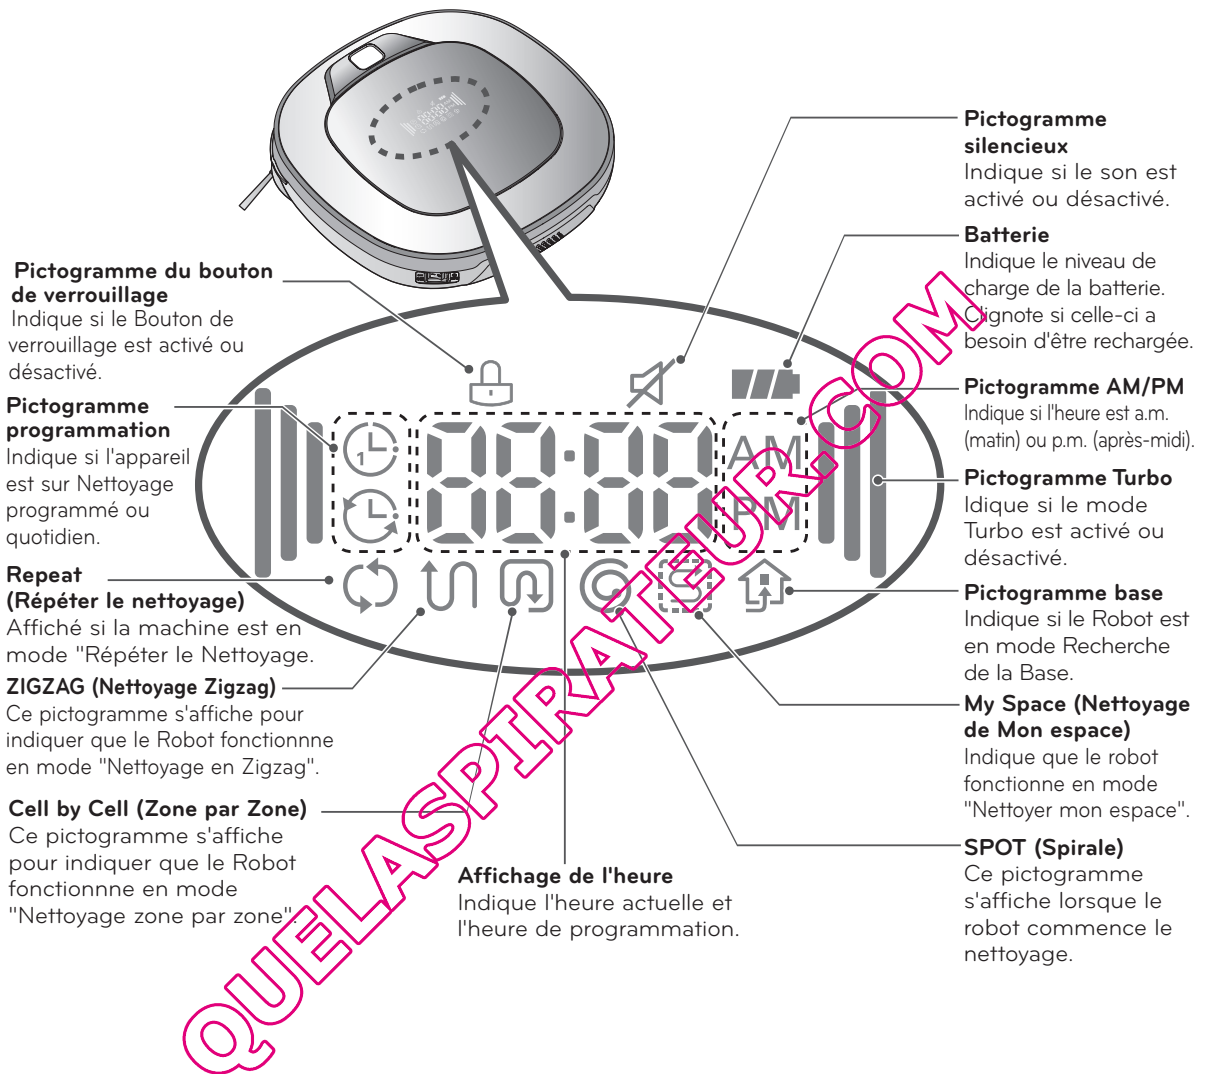 Pictogramme
silencieux
Indique si le son est
activé ou désactivé.
Batterie
Indique le niveau de
charge de la batterie.
Clignote si celle-ci a
besoin d'être rechargée.
Pictogramme AM/PM
Indique si l'heure est a.m.
(matin) ou p.m. (après-midi).
Pictogramme Turbo
Idique si le mode
Turbo est activé ou
désactivé.
Pictogramme base
Indique si le Robot est
en mode Recherche
de la Base.
My Space (Nettoyage
de Mon espace)
Indique que le robot
fonctionne en mode
"Nettoyer mon espace".
SPOT (Spirale)
Ce pictogramme
s'affiche lorsque le
robot commence le
nettoyage.
Pictogramme du bouton
de verrouillage
Indique si le Bouton de
verrouillage est activé ou
désactivé.
Pictogramme
programmation
Indique si l'appareil
est sur Nettoyage
programmé ou
quotidien.
Repeat
(Répéter le nettoyage)
Affiché si la machine est en
mode "Répéter le Nettoyage.
ZIGZAG (Nettoyage Zigzag)
Ce pictogramme s'affiche pour
indiquer que le Robot fonctionnne
en mode "Nettoyage en Zigzag".
Cell by Cell (Zone par Zone)
Ce pictogramme s'affiche
pour indiquer que le Robot
fonctionnne en mode
"Nettoyage zone par zone".
Affichage de l'heure
Indique l'heure actuelle et
l'heure de programmation.
1
88:88
AM
PM
QUELASPIRATEUR.COM